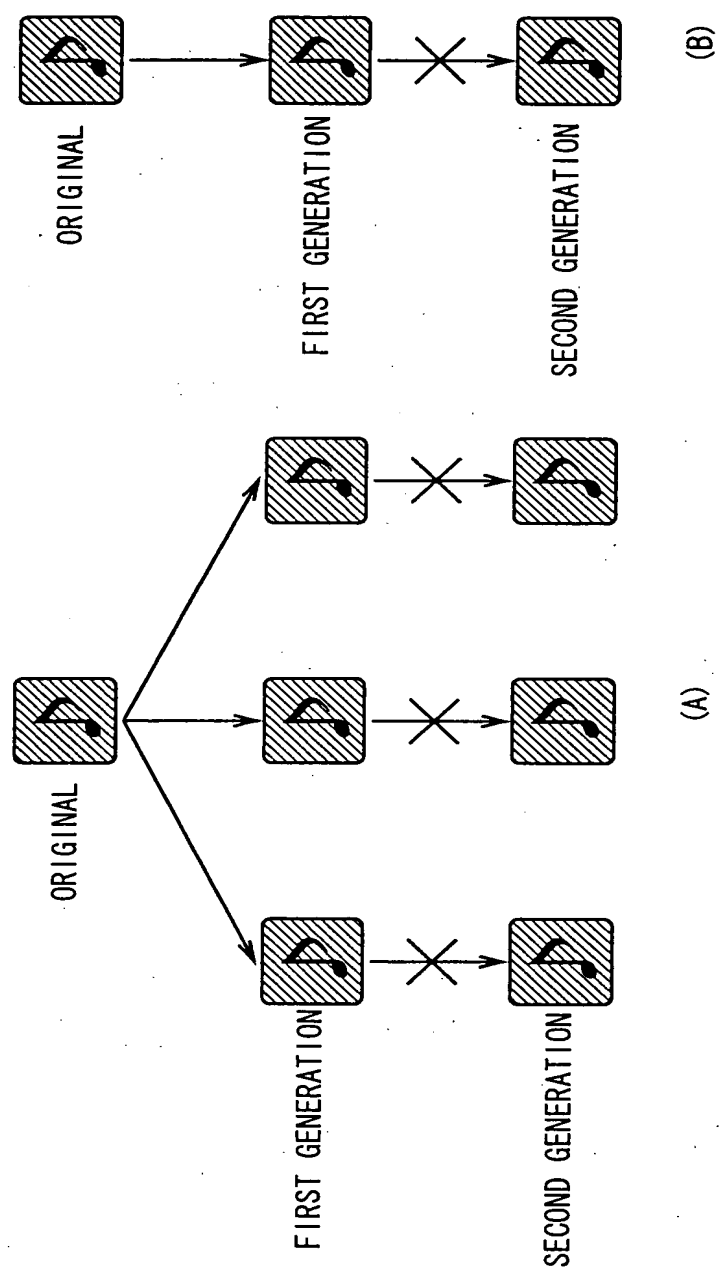 ORIGINAL
FIRST GENERATION
SECOND GENERATION
(A)
ORIGINAL
FIRST GENERATION
SECOND GENERATION
(B)